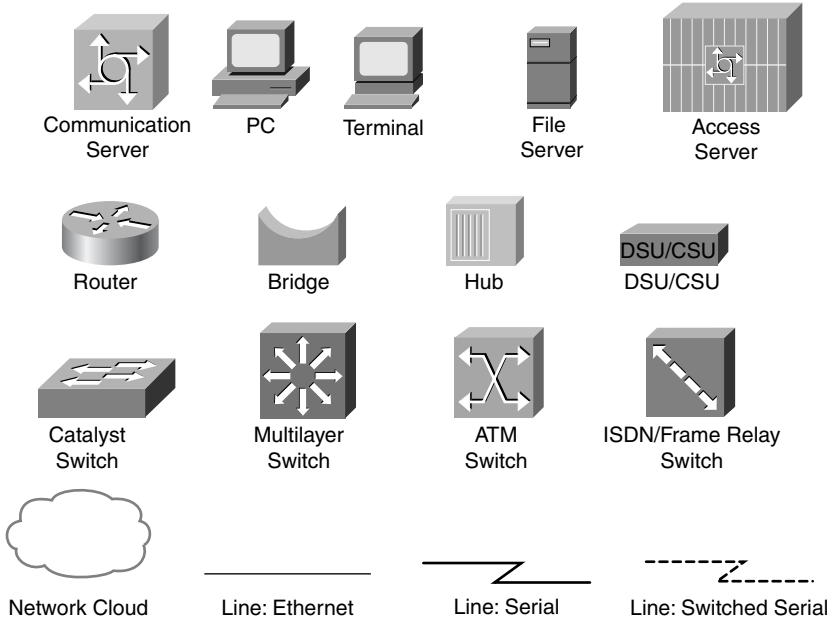 Communication
Server
PC
Terminal
File
Server
Access
Server
Router
Bridge
Hub
DSU/CSU
DSU/CSU
Catalyst
Switch
Multilayer
Switch
ATM
Switch
ISDN/Frame Relay
Switch
Network Cloud
Line: Ethernet
Line: Serial
Line: Switched Serial